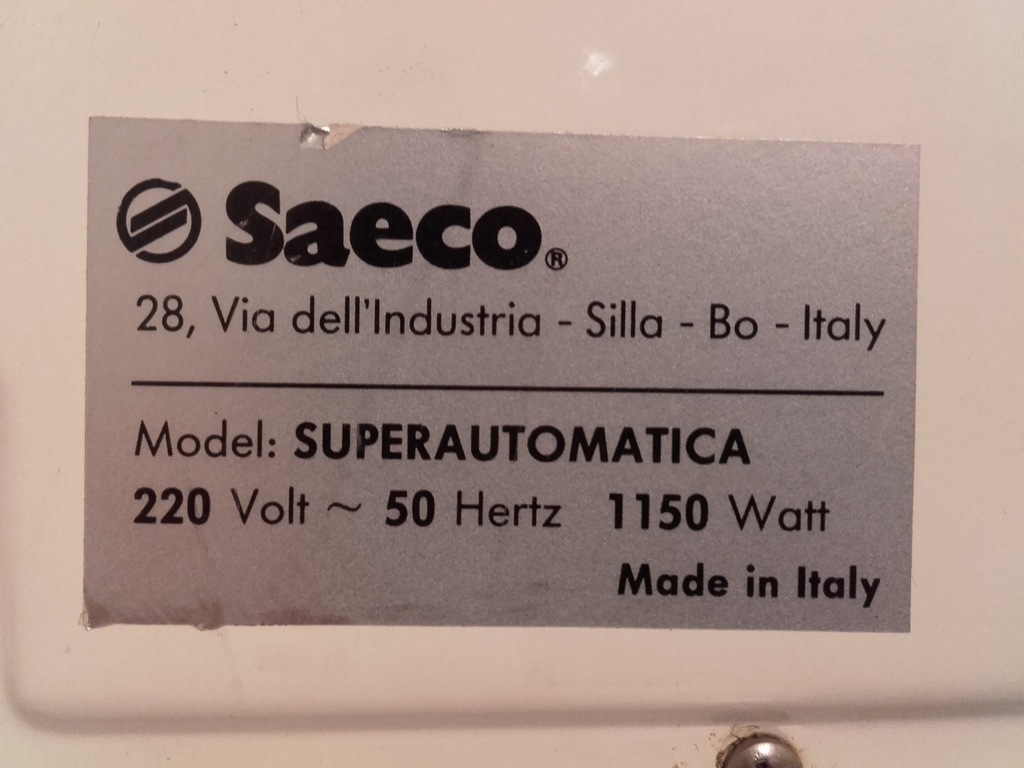 Saeco®
28, Via dell'Industria - Silla - Bo - Italy
Model: SUPERAUTOMATICA
220 Volt ~ 50 Hertz 1150 Watt
Made in Italy